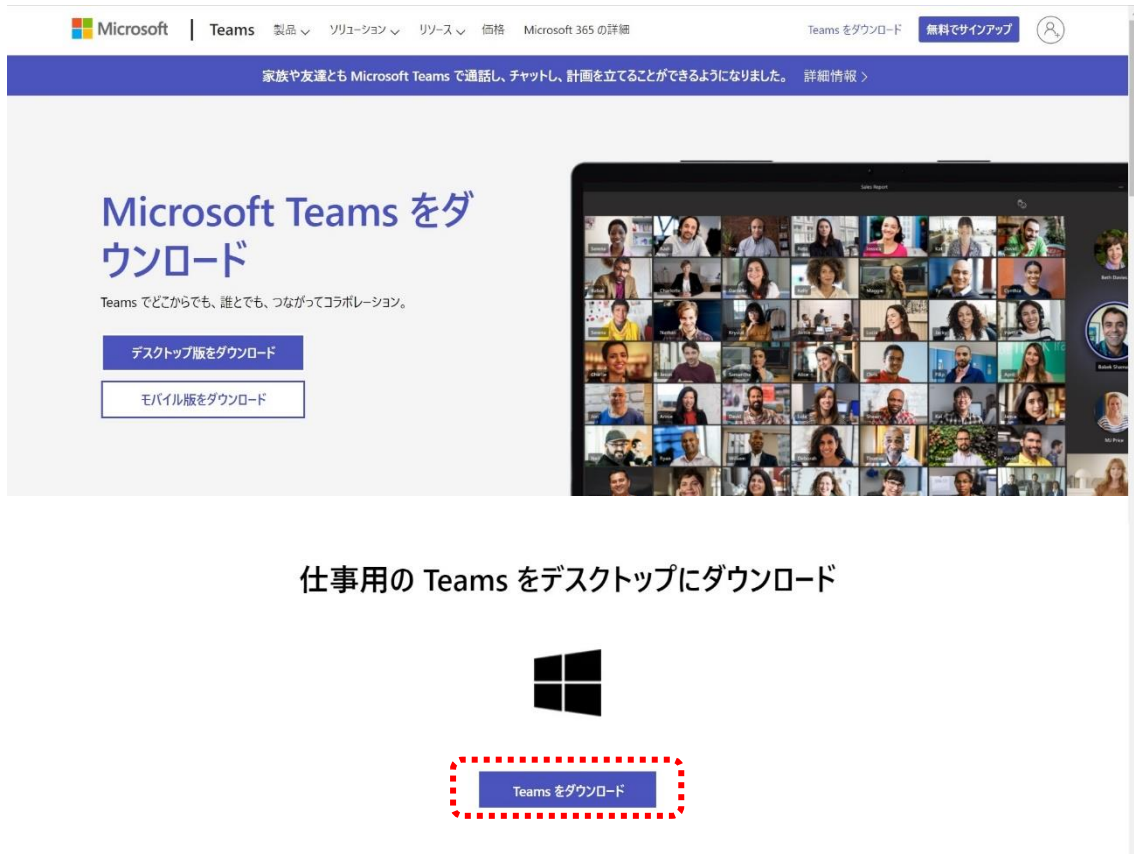 Microsoft Teams 製品 ソリューション リソース 価格 Microsoft 365 の詳細 Teams をダウンロード 無料でサインアップ
家族や友達とも Microsoft Teams で通話し、チャットし、計画を立てることができるようになりました。 詳細情報 >
Microsoft Teams をダ
ウンロード
Teams でどこからでも、誰とでも、つながってコラボレーション。
デスクトップ版をダウンロード
モバイル版をダウンロード
Sales Report
Beth Davies
Babak Shamas
MJ Price
仕事用の Teams をデスクトップにダウンロード
Teams をダウンロード